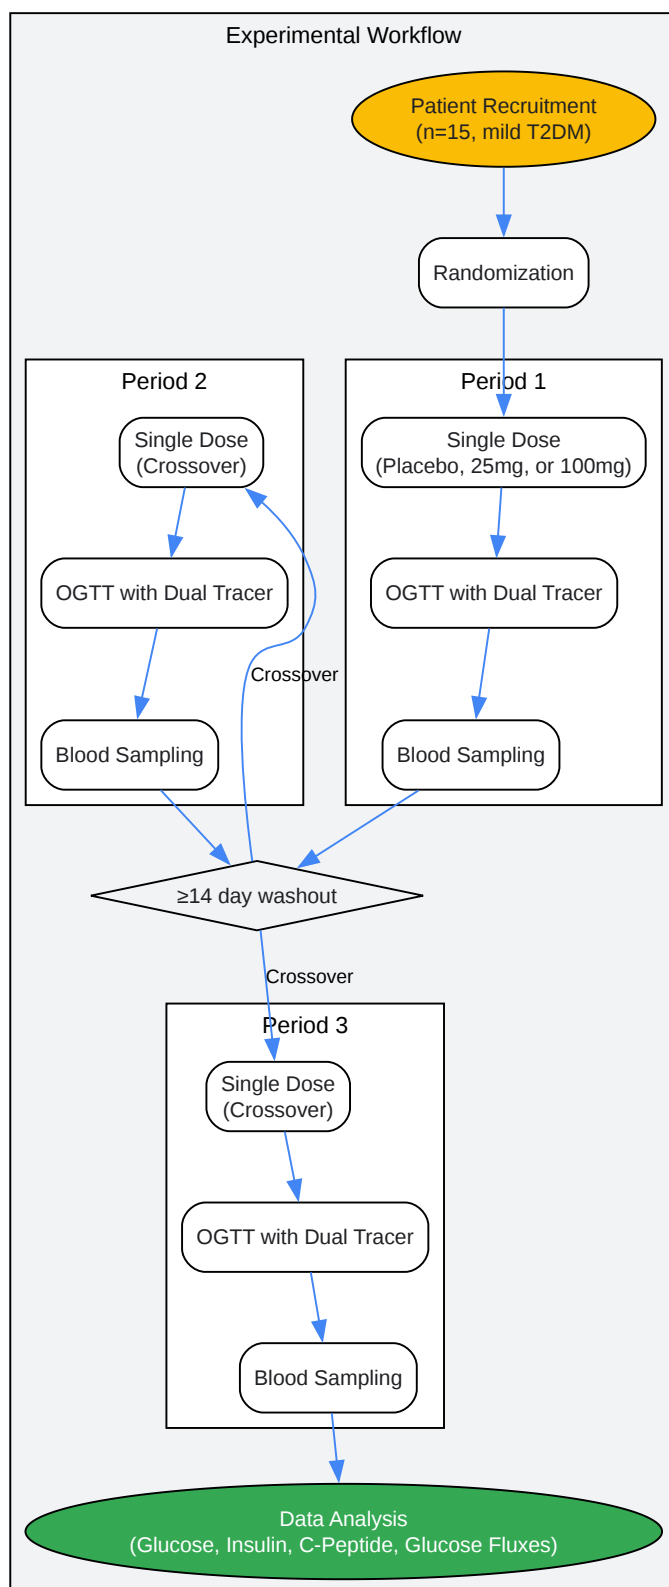 Experimental Workflow
Patient Recruitment
(n=15, mild T2DM)
Randomization
Period 1
Single Dose
(Placebo, 25mg, or 100mg)
OGTT with Dual Tracer
Blood Sampling
Period 2
Single Dose
(Crossover)
OGTT with Dual Tracer
Blood Sampling
Crossover
≥14 day washout
Crossover
Period 3
Single Dose
(Crossover)
OGTT with Dual Tracer
Blood Sampling
Data Analysis
(Glucose, Insulin, C-Peptide, Glucose Fluxes)